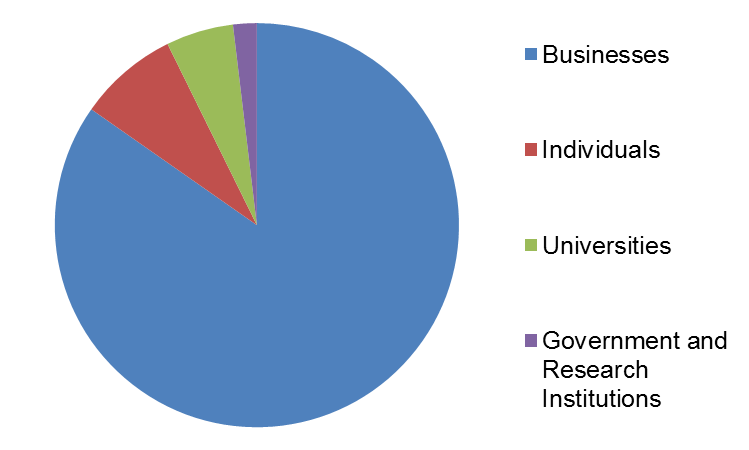 Businesses
Individuals
Universities
Government and
Research
Institutions